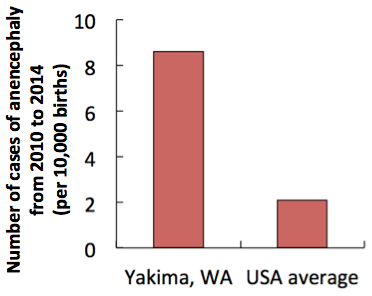 Number of cases of anencephaly
from 2010 to 2014
(per 10,000 births)
10
8
6
4
2
0
Yakima, WA USA average